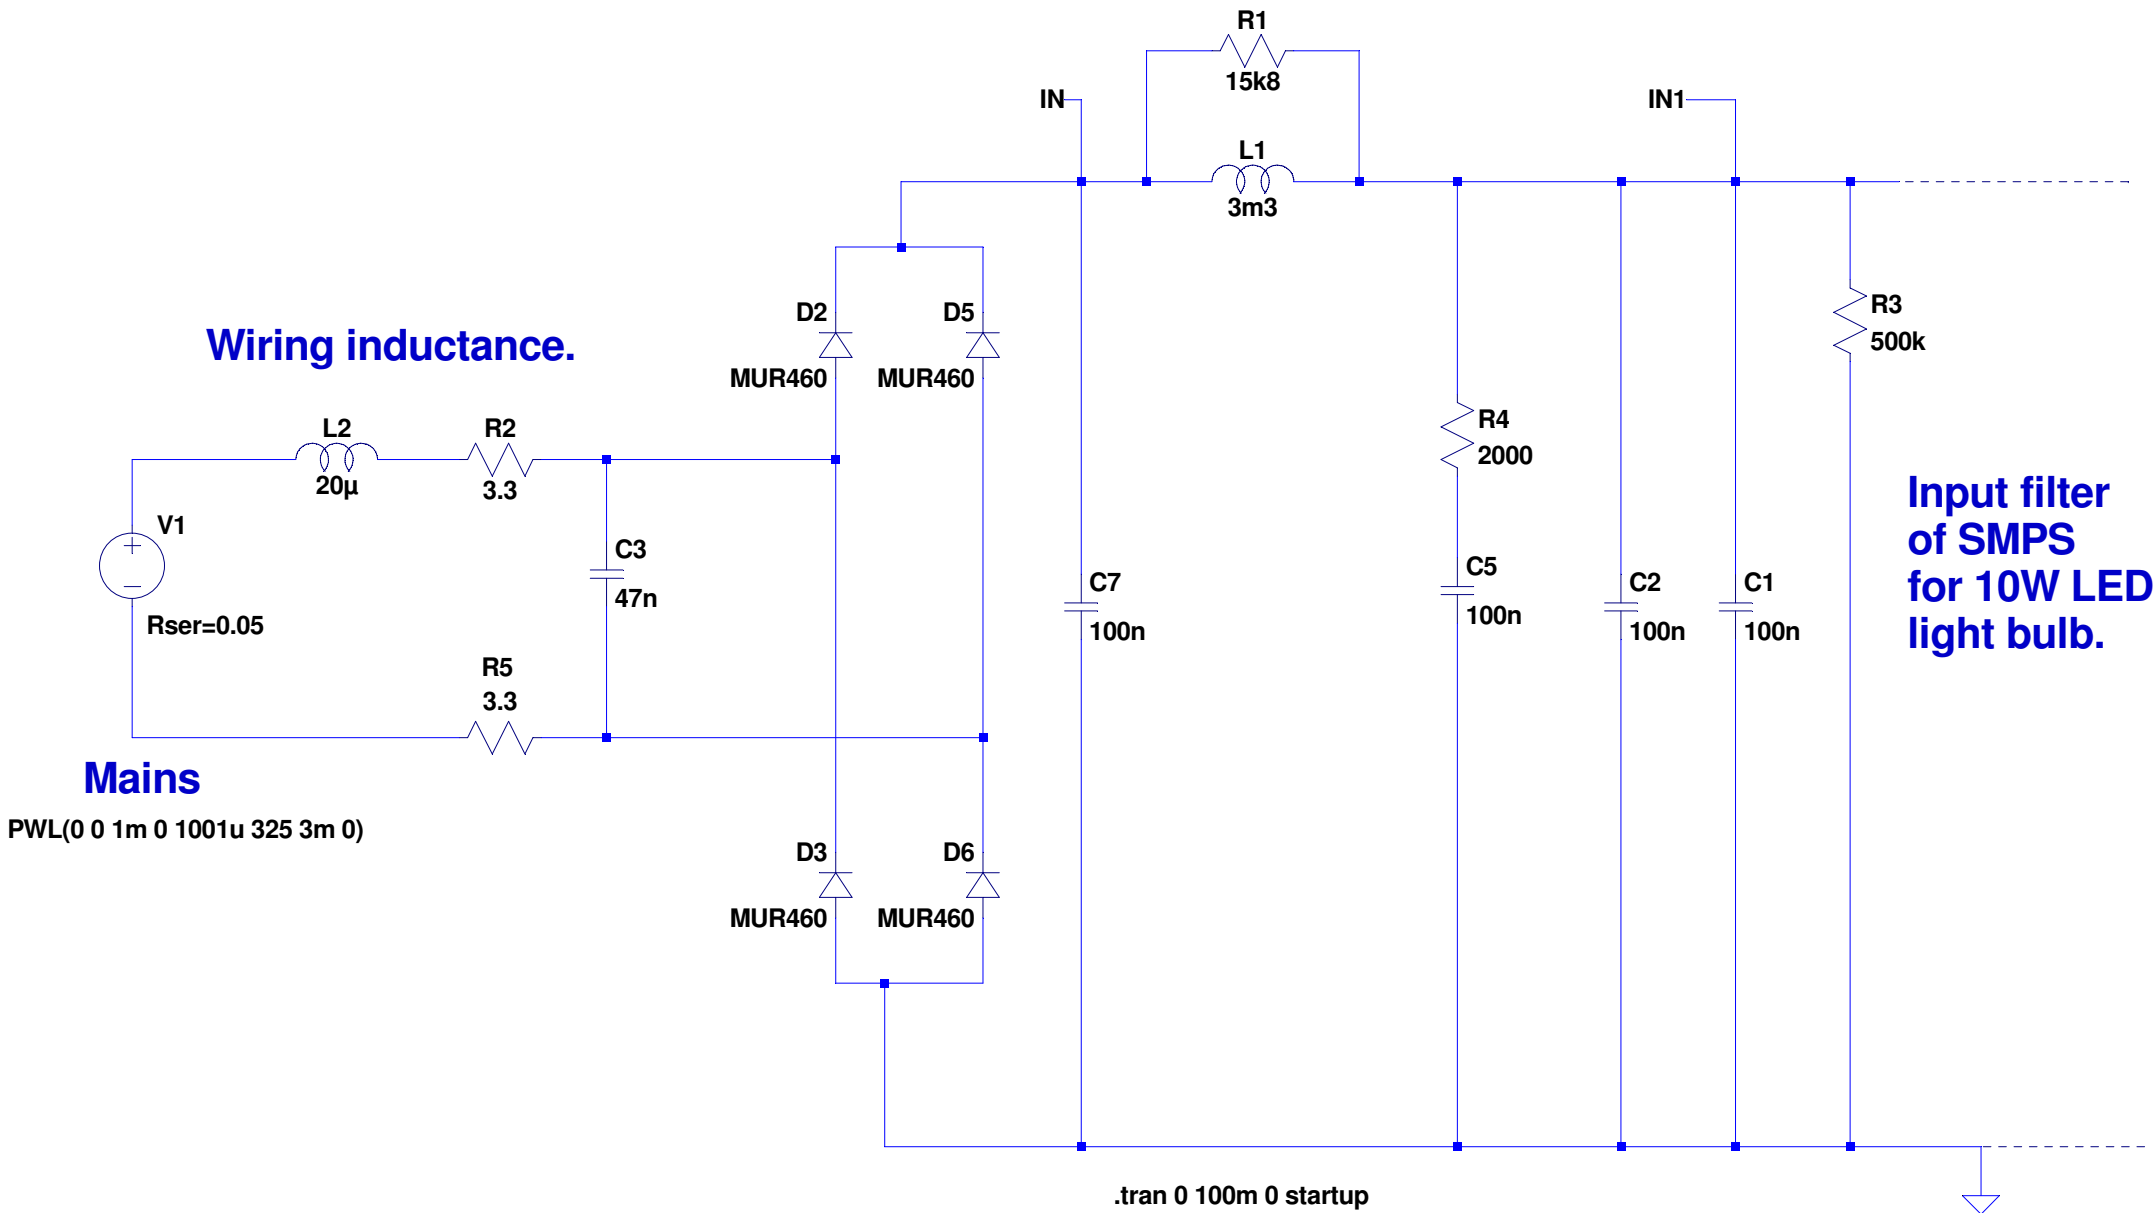 R1
15k8
IN
IN1
L1
3m3
D2
MUR460
D5
MUR460
R3
500k
Wiring inductance.
L2
20µ
R2
3.3
R4
2000
V1
Rser=0.05
C3
47n
C7
100n
C5
100n
C2
100n
C1
100n
Input filter
of SMPS
for 10W LED
light bulb.
R5
3.3
Mains
PWL(0 0 1m 0 1001u 325 3m 0)
D3
MUR460
D6
MUR460
.tran 0 100m 0 startup